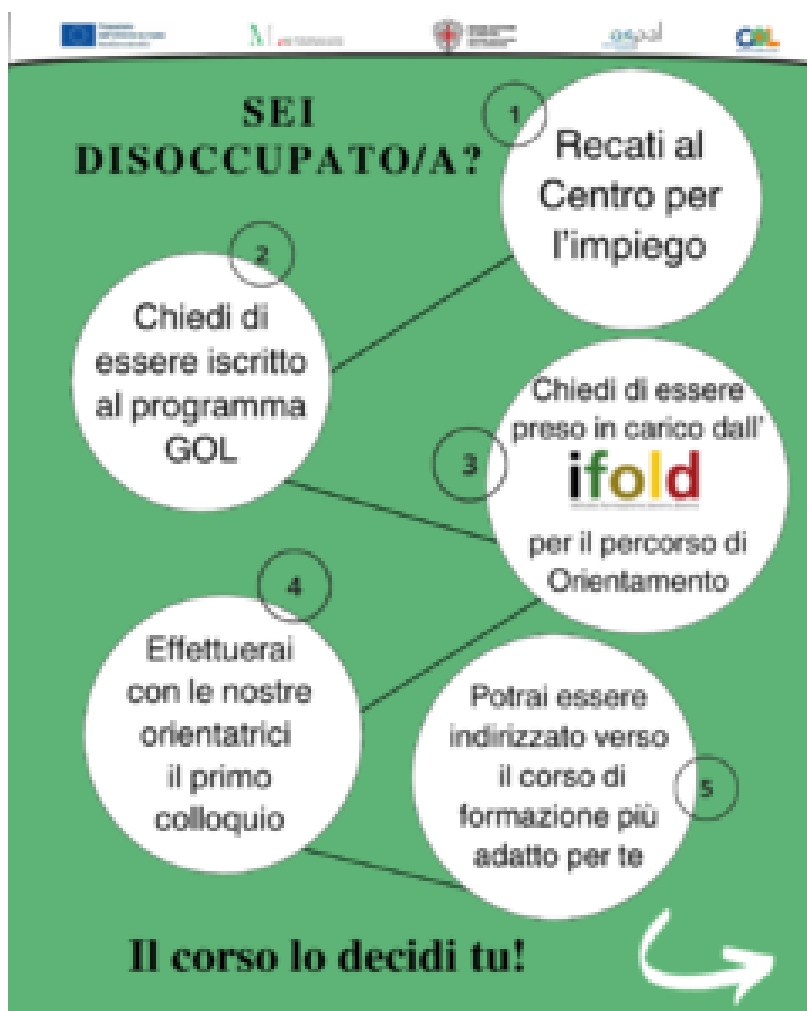 aspal
GOL
SEI
DISOCCUPATO/A?
1
Recati al
Centro per
l'impiego
2
Chiedi di
essere iscritto
al programma
GOL
3
Chiedi di essere
preso in carico dall'
ifold
per il percorso di
Orientamento
4
Effettuerai
con le nostre
orientatrici
il primo
colloquio
5
Potrai essere
indirizzato verso
il corso di
formazione più
adatto per te
Il corso lo decidi tu!